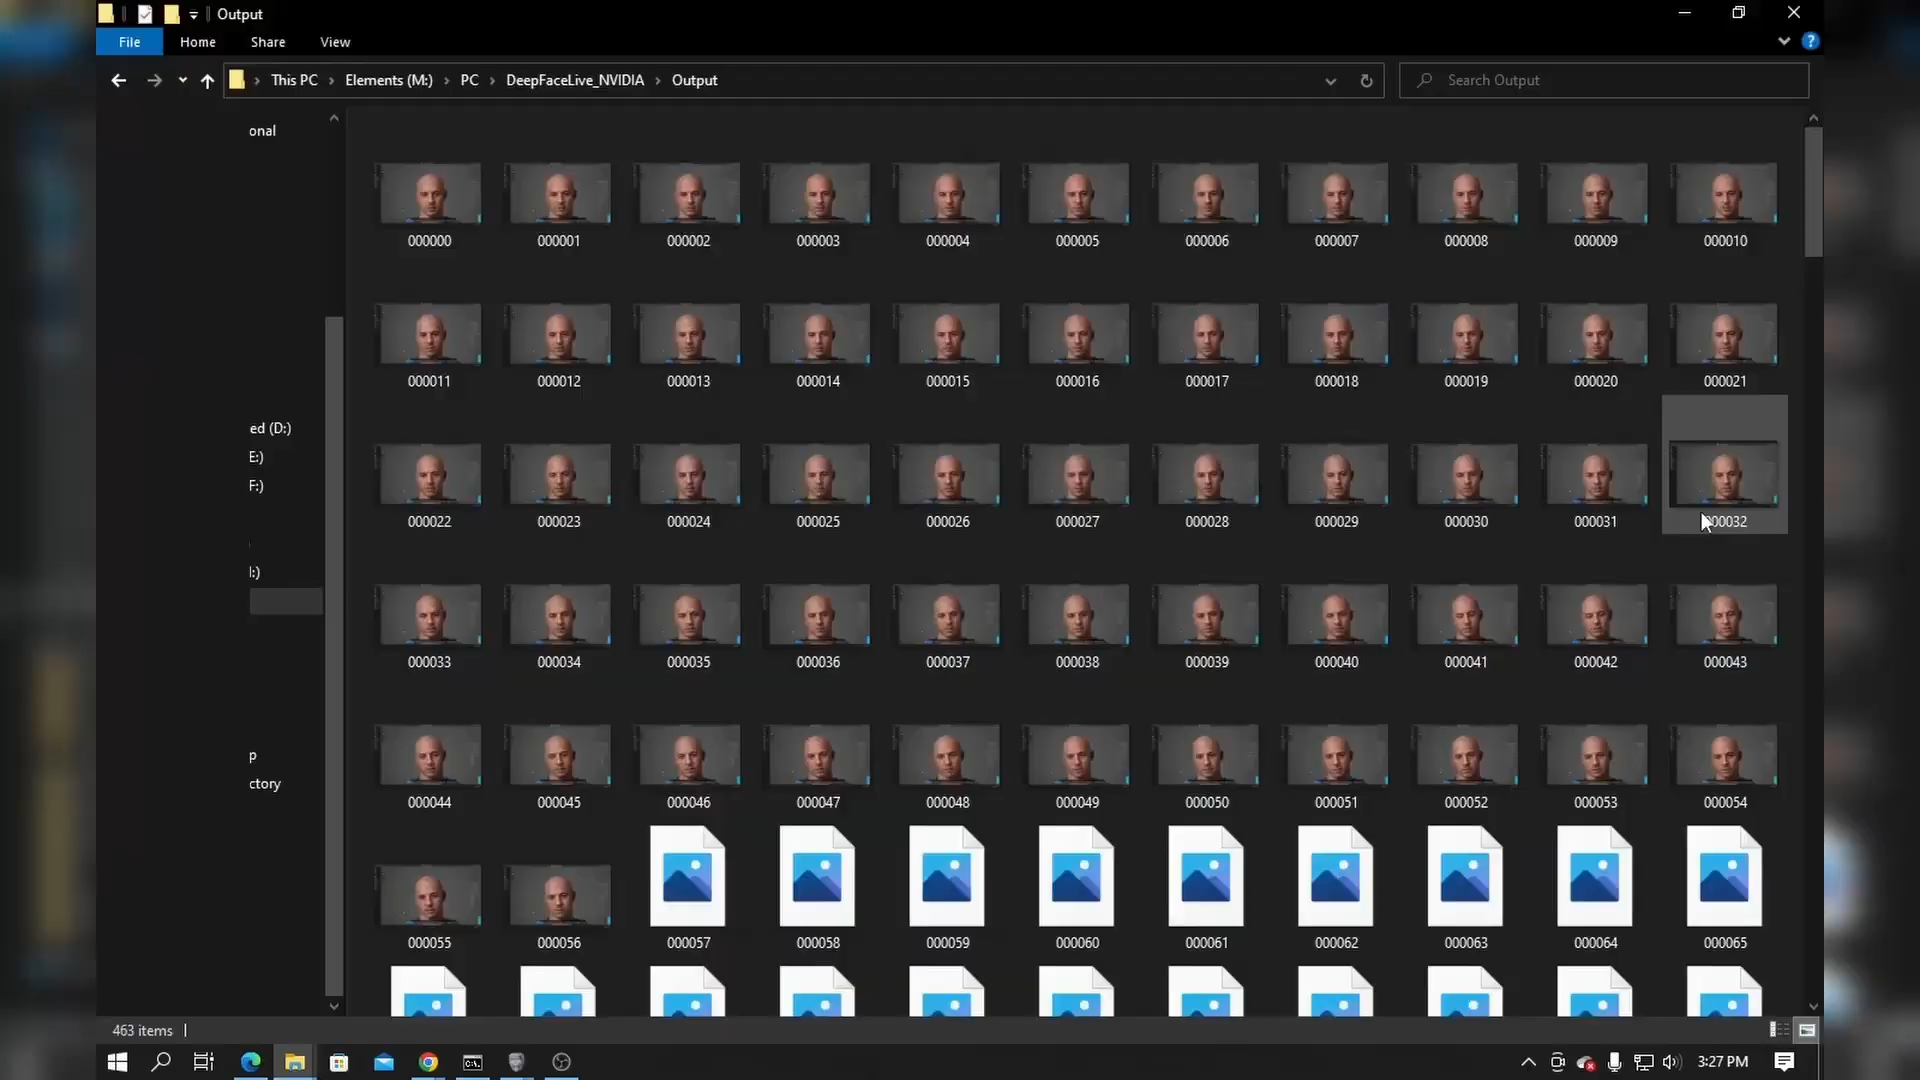 Output
File Home Share View
This PC Elements (M:) PC DeepFaceLive_NVIDIA Output
Search Output
onal
000000 000001 000002 000003 000004 000005 000006 000007 000008 000009 000010
000011 000012 000013 000014 000015 000016 000017 000018 000019 000020 000021
ed (D:)
E:)
F:)
000022 000023 000024 000025 000026 000027 000028 000029 000030 000031 000032
:)
000033 000034 000035 000036 000037 000038 000039 000040 000041 000042 000043
p
ctory
000044 000045 000046 000047 000048 000049 000050 000051 000052 000053 000054
000055 000056 000057 000058 000059 000060 000061 000062 000063 000064 000065
463 items
3:27 PM